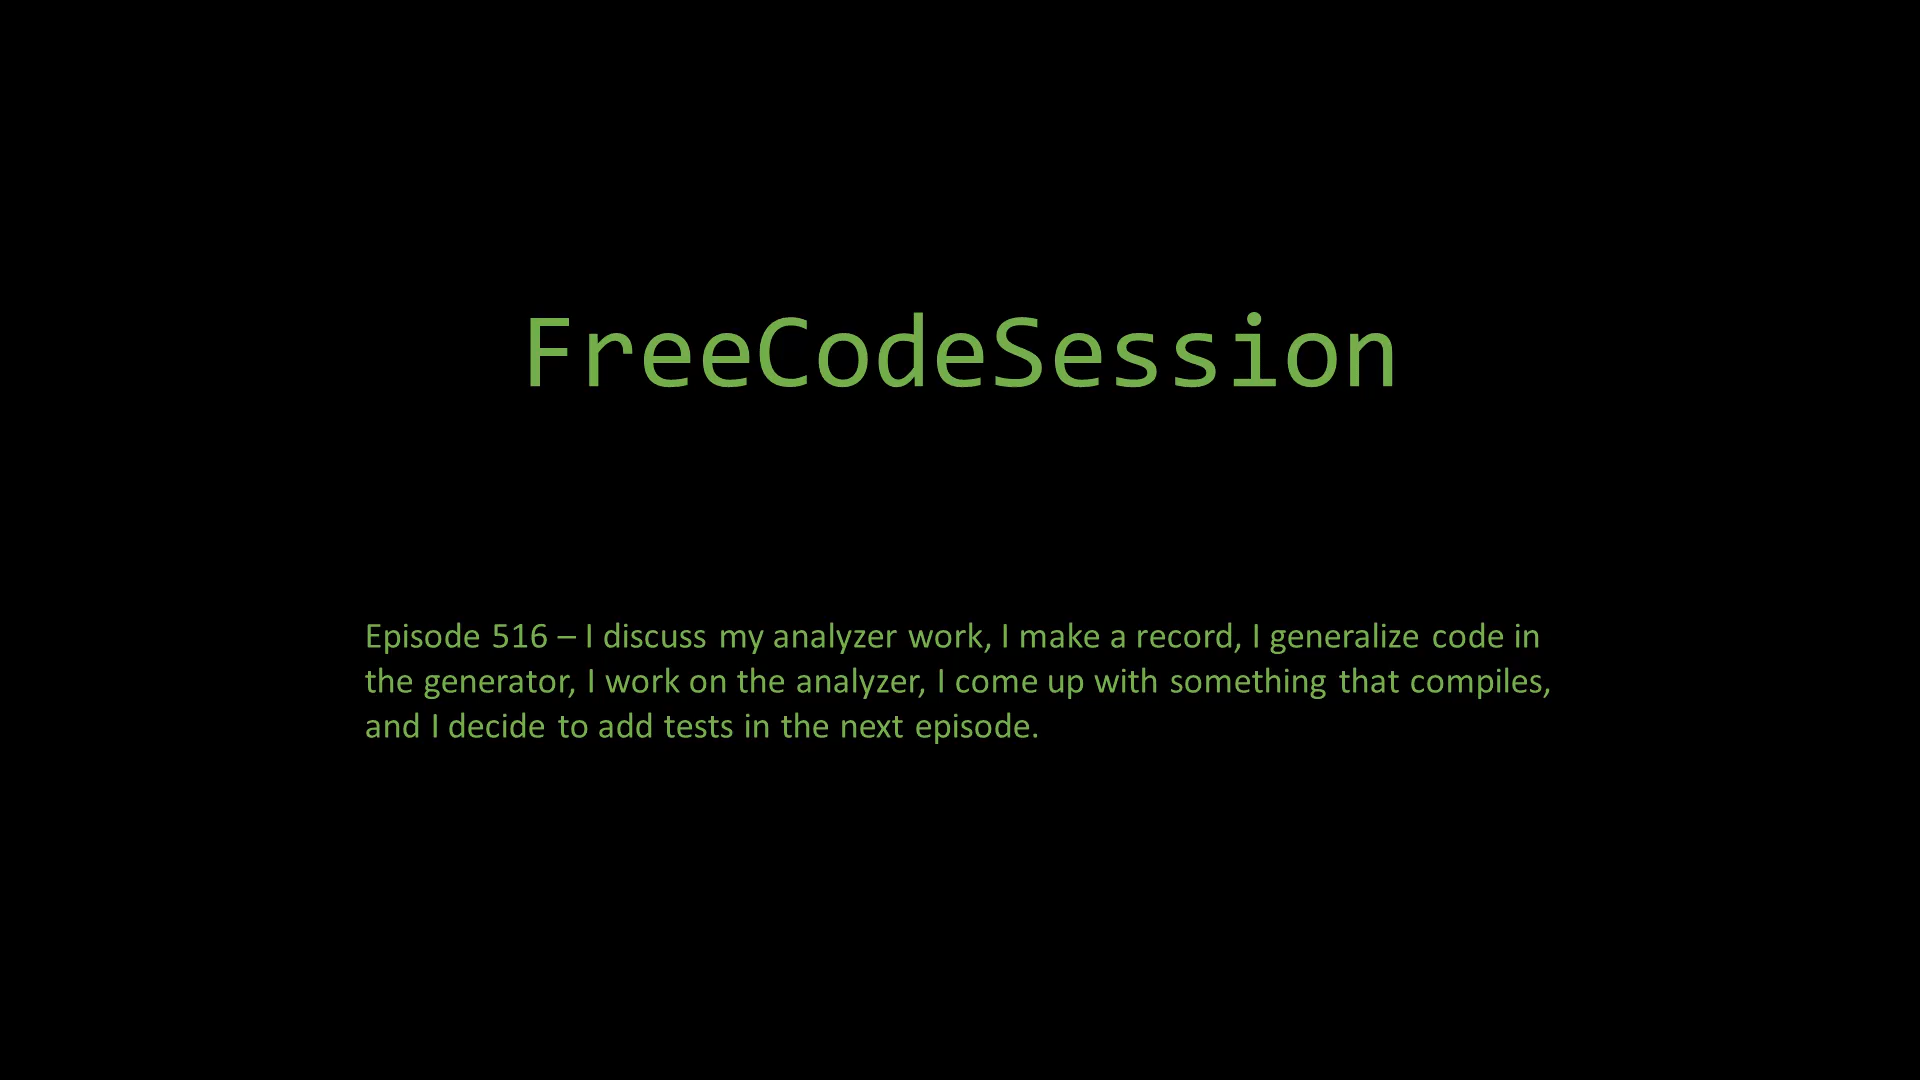 FreeCodeSession
Episode 516 – I discuss my analyzer work, I make a record, I generalize code in
the generator, I work on the analyzer, I come up with something that compiles,
and I decide to add tests in the next episode.